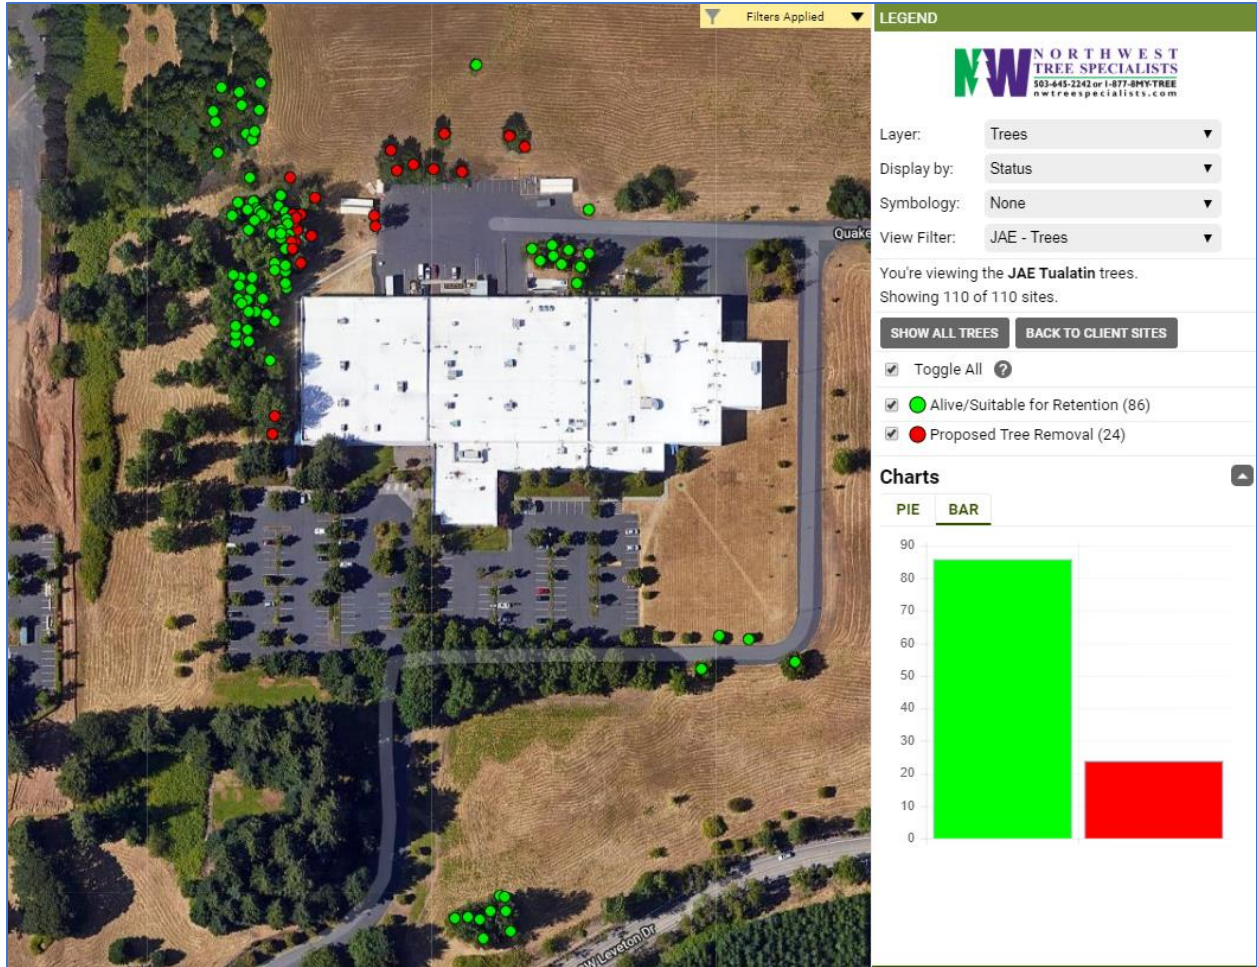 Filters Applied ▼
LEGEND
NW NORTHWEST
TREE SPECIALISTS
503-645-2242 or 1-877-8MY-TREE
nwtreespecialists.com
Layer: Trees ▼
Display by: Status ▼
Symbology: None ▼
View Filter: JAE - Trees ▼
You're viewing the JAE Tualatin trees.
Showing 110 of 110 sites.
SHOW ALL TREES BACK TO CLIENT SITES
Toggle All ?
Alive/Suitable for Retention (86)
Proposed Tree Removal (24)
Charts
PIE BAR
90
80
70
60
50
40
30
20
10
0
Quake
W Leveton Dr